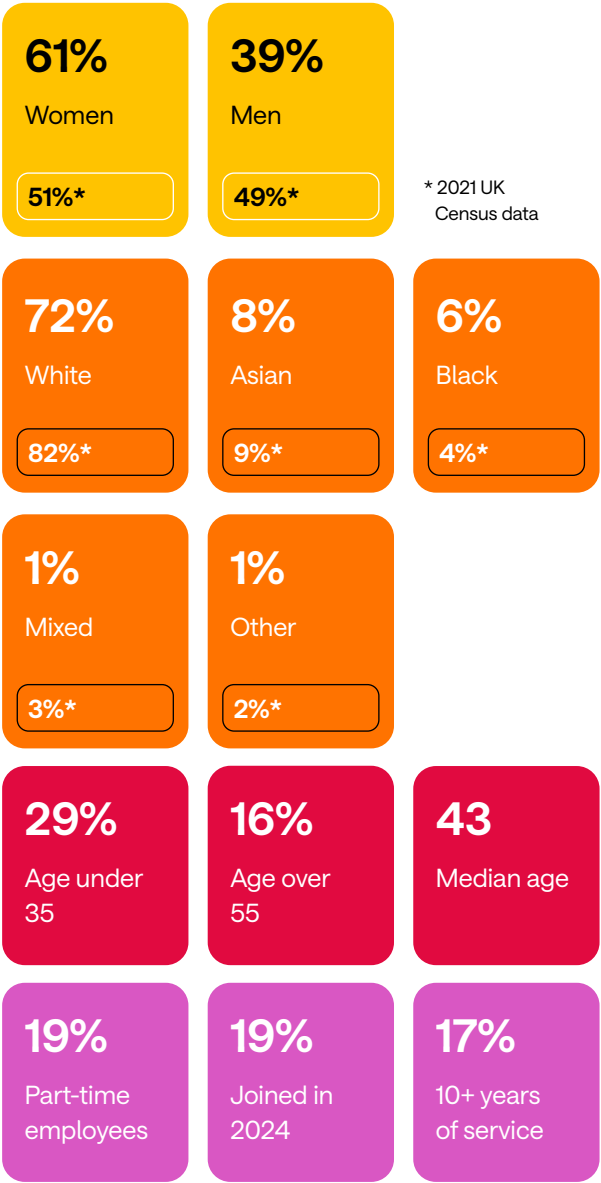 61%
Women
51%*
39%
Men
49%*
* 2021 UK
Census data
72%
White
82%*
8%
Asian
9%*
6%
Black
4%*
1%
Mixed
3%*
1%
Other
2%*
29%
Age under
35
16%
Age over
55
43
Median age
19%
Part-time
employees
19%
Joined in
2024
17%
10+ years
of service